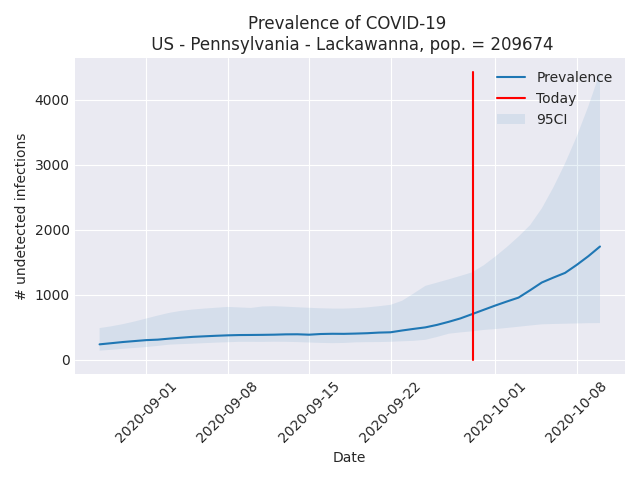 Prevalence of COVID-19
US - Pennsylvania - Lackawanna, pop. = 209674
Prevalence
Today
95CI
# undetected infections
4000
3000
2000
1000
0
2020-09-01
2020-09-08
2020-09-15
2020-09-22
2020-10-01
2020-10-08
Date